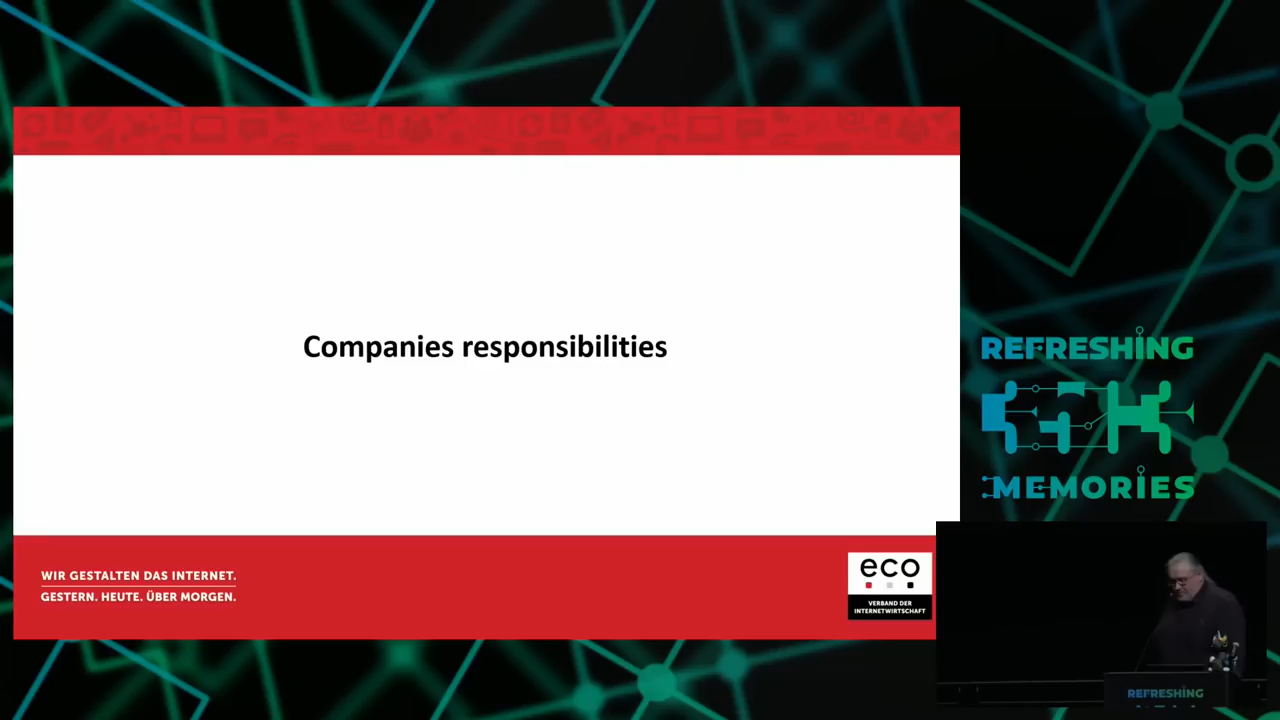 Companies responsibilities
WIR GESTALTEN DAS INTERNET.
GESTERN. HEUTE. ÜBER MORGEN.
eco
VERBAND DER
INTERNETWIRTSCHAFT
REFRESHING
MEMORIES
REFRESHING